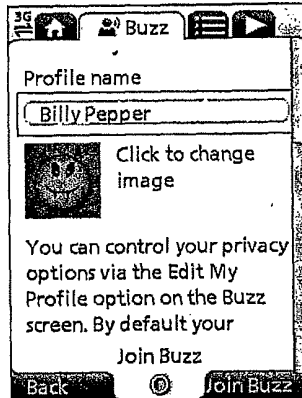 3G
Buzz
Profile name
Billy Pepper
Click to change
image
You can control your privacy
options via the Edit My
Profile option on the Buzz
screen. By default your
Join Buzz
Back Join Buzz